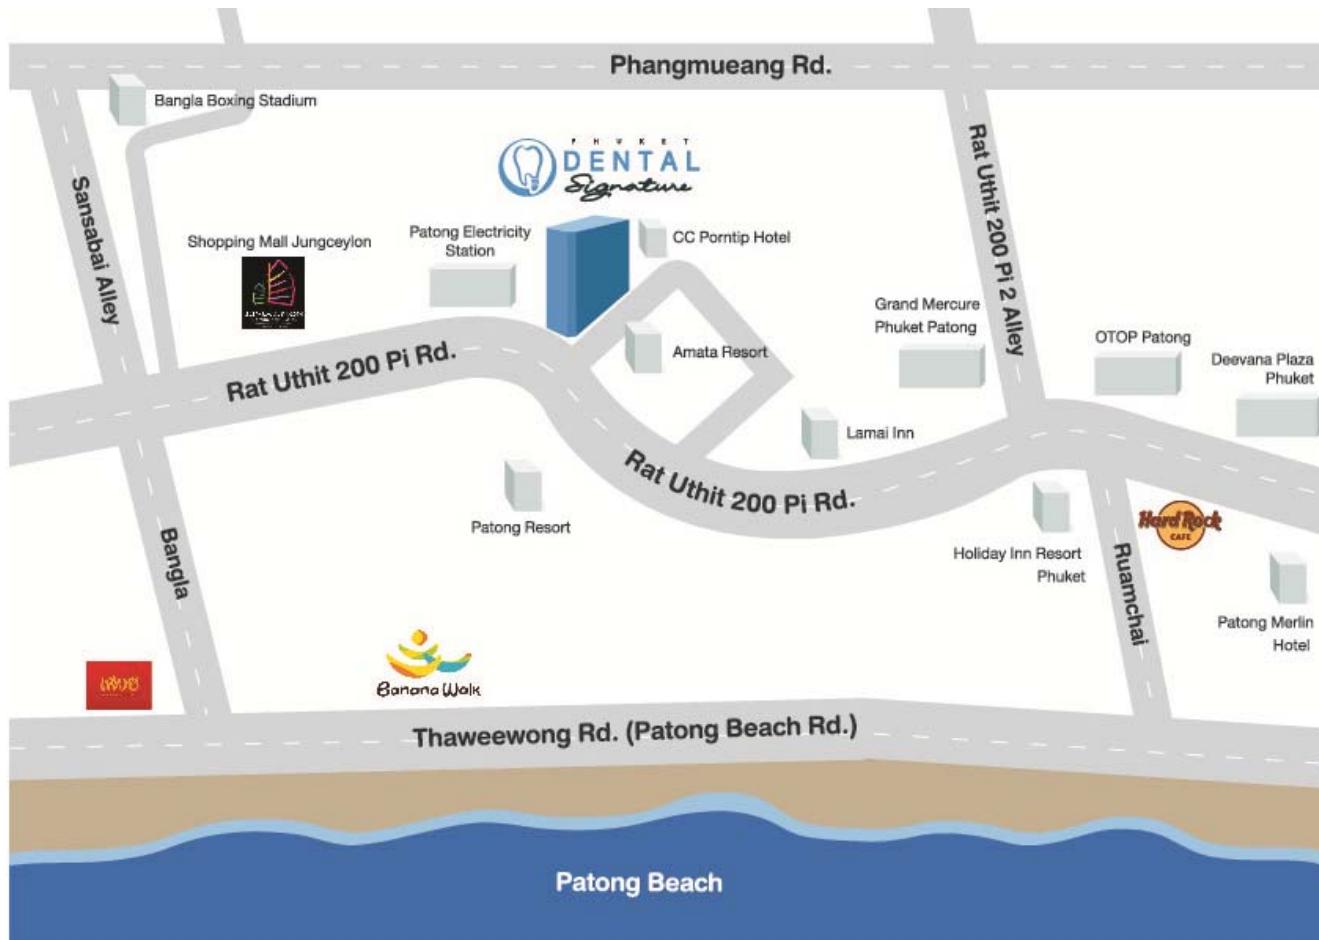 Phangmueang Rd.
Bangla Boxing Stadium
PHUKET
DENTAL
Signature
Rat Uthit 200 Pi 2 Alley
Sansabai Alley
Shopping Mall Jungceylon
Patong Electricity
Station
CC Porntip Hotel
Grand Mercure
Phuket Patong
OTOP Patong
Deevana Plaza
Phuket
Amata Resort
Rat Uthit 200 Pi Rd.
Lamai Inn
Rat Uthit 200 Pi Rd.
Patong Resort
Hard Rock
CAFE
Holiday Inn Resort
Phuket
Bangla
Ruamchai
Patong Merlin
Hotel
Banana Walk
Thaweewong Rd. (Patong Beach Rd.)
Patong Beach